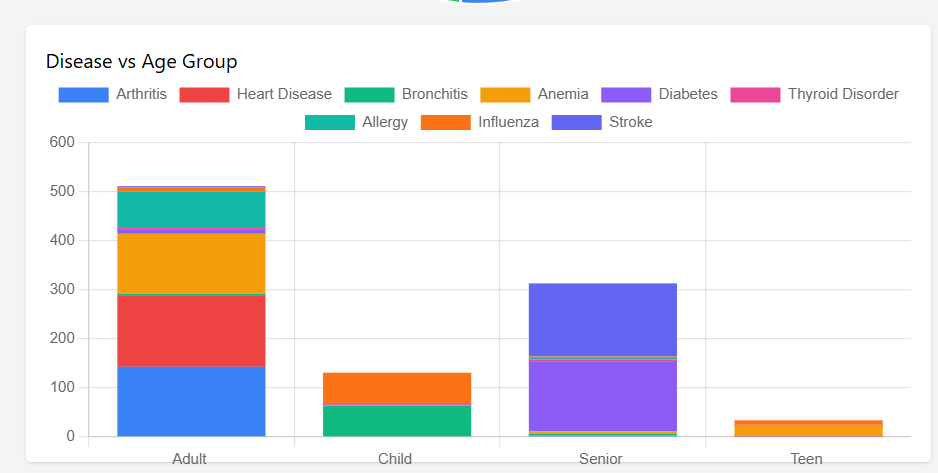 Disease vs Age Group
Arthritis Heart Disease Bronchitis Anemia Diabetes Thyroid Disorder
Allergy Influenza Stroke
600
500
400
300
200
100
0
Adult Child Senior Teen